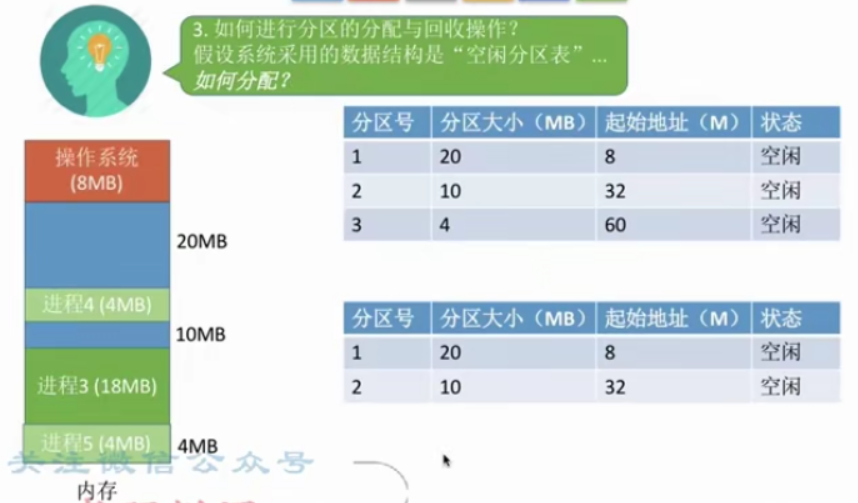 3. 如何进行分区的分配与回收操作？
假设系统采用的数据结构是“空闲分区表”...
如何分配？
操作系统
(8MB)
20MB
进程4 (4MB)
10MB
进程3 (18MB)
进程5 (4MB)
4MB
内存
分区号 分区大小（MB） 起始地址（M） 状态
1 20 8 空闲
2 10 32 空闲
3 4 60 空闲
分区号 分区大小（MB） 起始地址（M） 状态
1 20 8 空闲
2 10 32 空闲
关注微信公众号